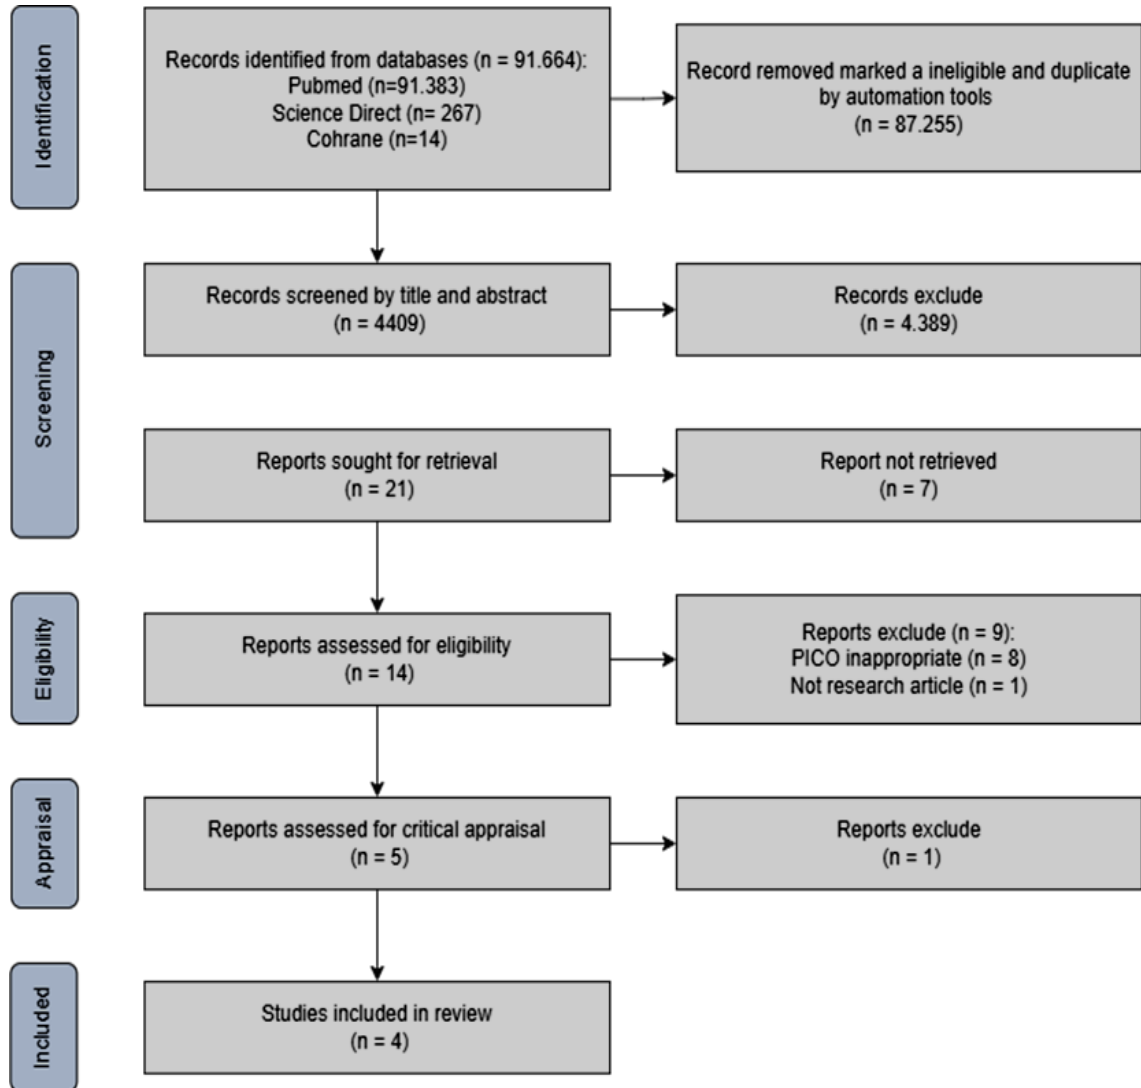 Identification
Records identified from databases (n = 91.664):
Pubmed (n=91.383)
Science Direct (n= 267)
Cohrane (n=14)
Record removed marked a ineligible and duplicate
by automation tools
(n = 87.255)
Screening
Records screened by title and abstract
(n = 4409)
Records exclude
(n = 4.389)
Reports sought for retrieval
(n = 21)
Report not retrieved
(n = 7)
Eligibility
Reports assessed for eligibility
(n = 14)
Reports exclude (n = 9):
PICO inappropriate (n = 8)
Not research article (n = 1)
Appraisal
Reports assessed for critical appraisal
(n = 5)
Reports exclude
(n = 1)
Included
Studies included in review
(n = 4)